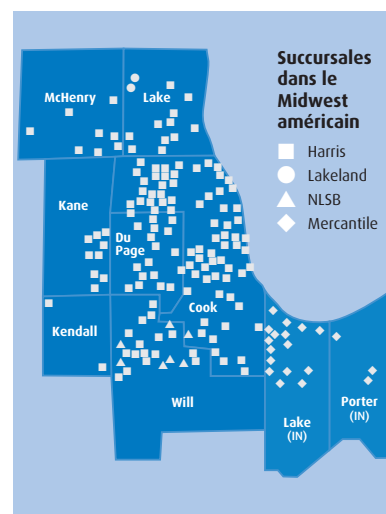 Succursales
dans le
Midwest
américain
Harris
Lakeland
NLSB
Mercantile
McHenry
Lake
Kane
Du
Page
Cook
Kendall
Will
Lake
(IN)
Porter
(IN)